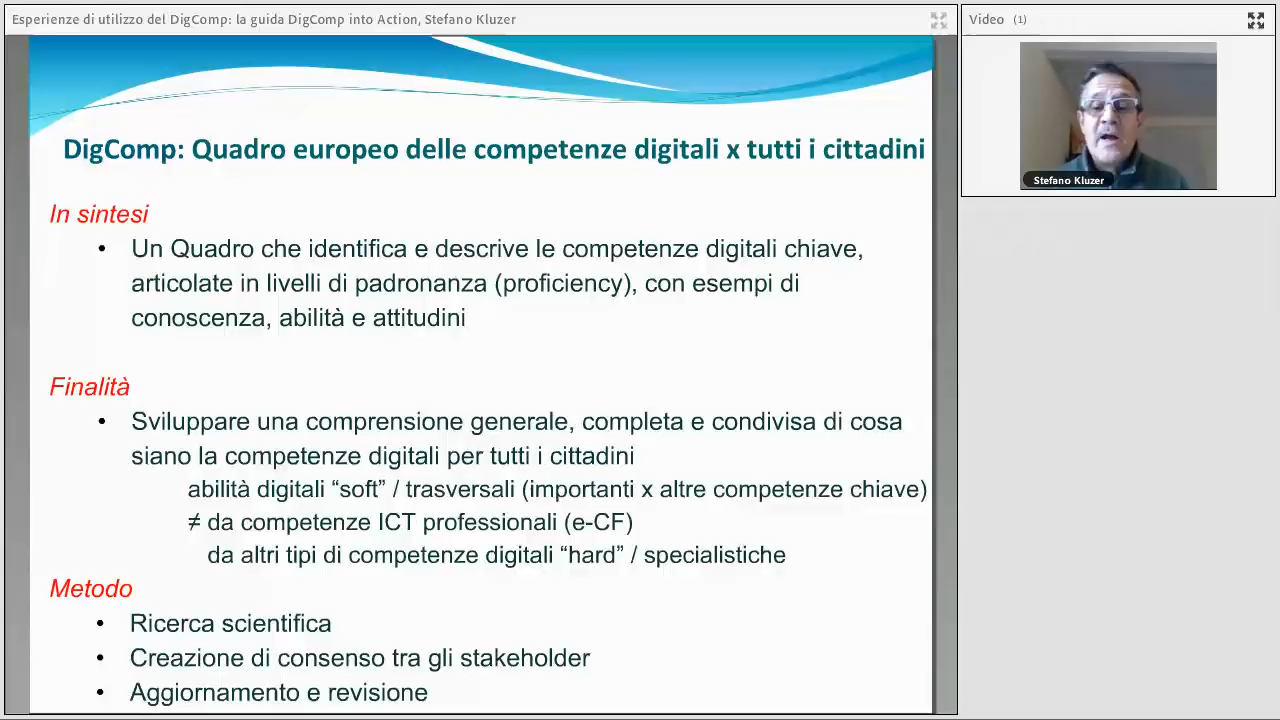 Esperienze di utilizzo del DigComp: la guida DigComp into Action, Stefano Kluzer
Video (1)
Stefano Kluzer
DigComp: Quadro europeo delle competenze digitali x tutti i cittadini
In sintesi
• Un Quadro che identifica e descrive le competenze digitali chiave,
articolate in livelli di padronanza (proficiency), con esempi di
conoscenza, abilità e attitudini
Finalità
• Sviluppare una comprensione generale, completa e condivisa di cosa
siano la competenze digitali per tutti i cittadini
abilità digitali “soft” / trasversali (importanti x altre competenze chiave)
≠ da competenze ICT professionali (e-CF)
da altri tipi di competenze digitali “hard” / specialistiche
Metodo
• Ricerca scientifica
• Creazione di consenso tra gli stakeholder
• Aggiornamento e revisione